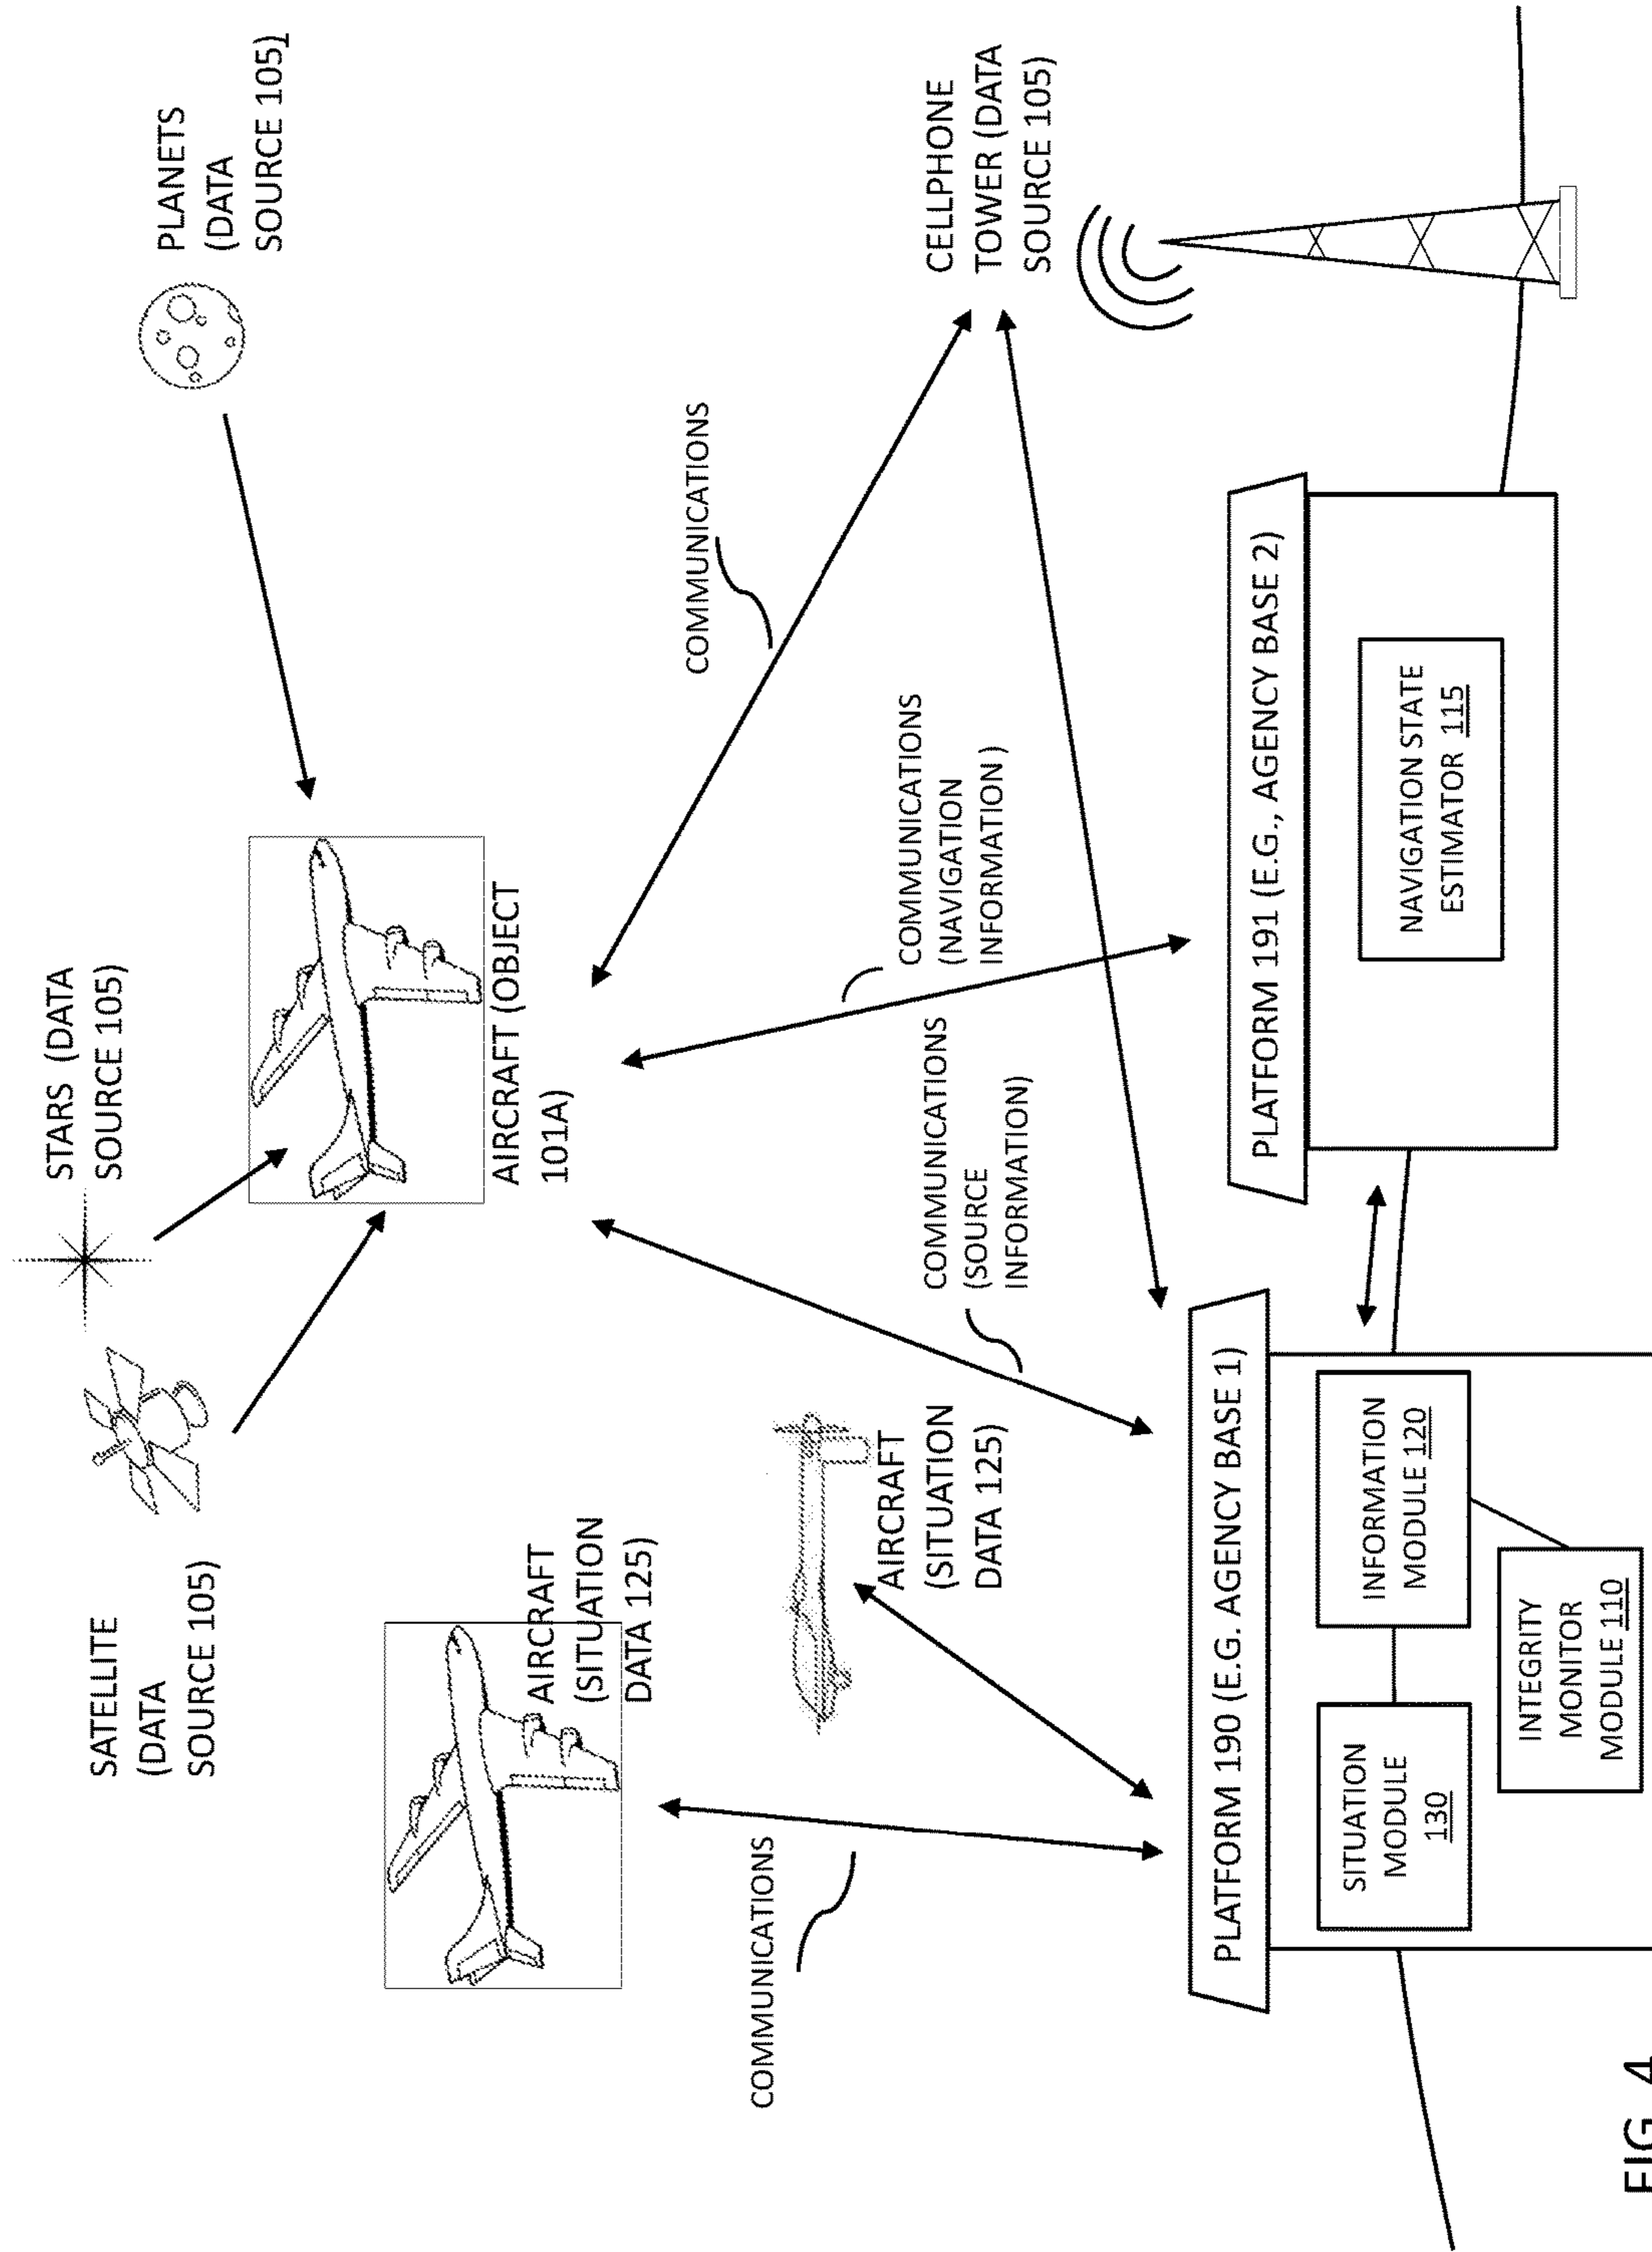 STARS (DATA
SOURCE 105)
SATELLITE
(DATA
SOURCE 105)
PLANETS
(DATA
SOURCE 105)
AIRCRAFT (OBJECT
101A)
AIRCRAFT
(SITUATION
DATA 125)
COMMUNICATIONS
COMMUNICATIONS
AIRCRAFT
(SITUATION
DATA 125)
COMMUNICATIONS
(SOURCE
INFORMATION)
COMMUNICATIONS
(NAVIGATION
INFORMATION )
CELLPHONE
TOWER (DATA
SOURCE 105)
PLATFORM 190 (E.G. AGENCY BASE 1)
SITUATION
MODULE
130
INFORMATION
MODULE 120
INTEGRITY
MONITOR
MODULE 110
PLATFORM 191 (E.G., AGENCY BASE 2)
NAVIGATION STATE
ESTIMATOR 115
FIG. 4